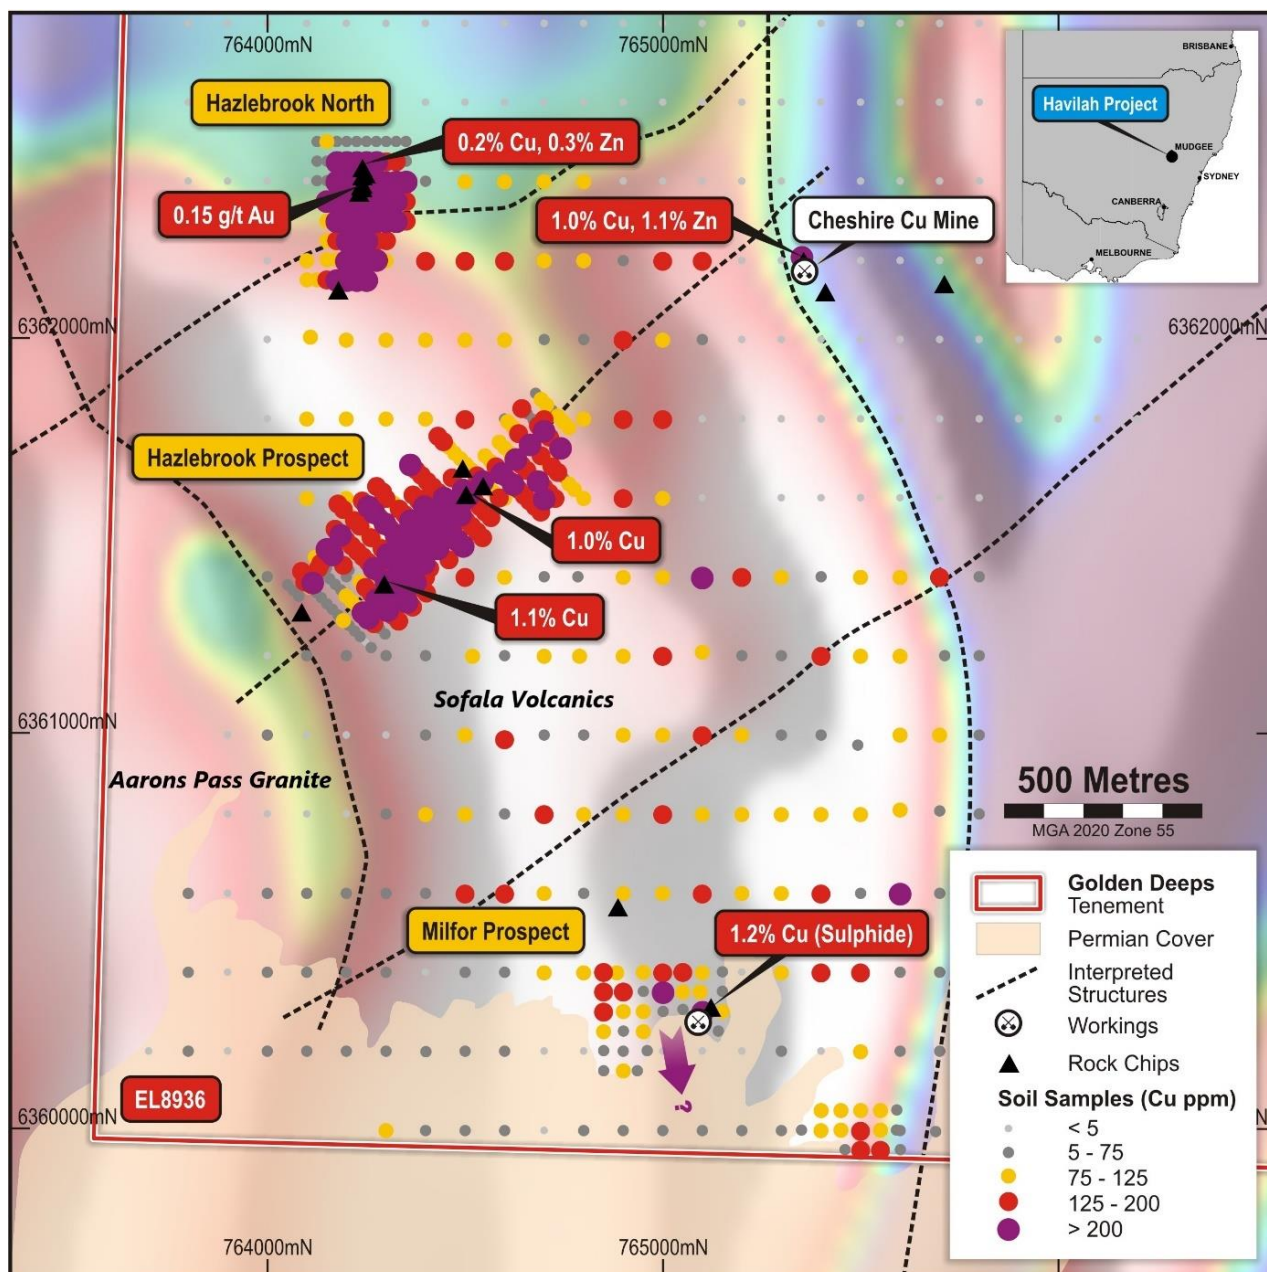 764000mN
765000mN
BRISBANE
Hazlebrook North
Havilah Project
0.2% Cu, 0.3% Zn
MUDGEE
SYDNEY
0.15 g/t Au
1.0% Cu, 1.1% Zn
Cheshire Cu Mine
CANBERRA
MELBOURNE
6362000mN
6362000mN
Hazlebrook Prospect
1.0% Cu
1.1% Cu
Sofala Volcanics
6361000mN
Aarons Pass Granite
500 Metres
MGA 2020 Zone 55
Golden Deeps
Tenement
Milfor Prospect
1.2% Cu (Sulphide)
Permian Cover
Interpreted
Structures
Workings
Rock Chips
?
EL8936
6360000mN
N
Soil Samples (Cu ppm)
< 5
5 - 75
75 - 125
125 - 200
> 200
764000mN
765000mN